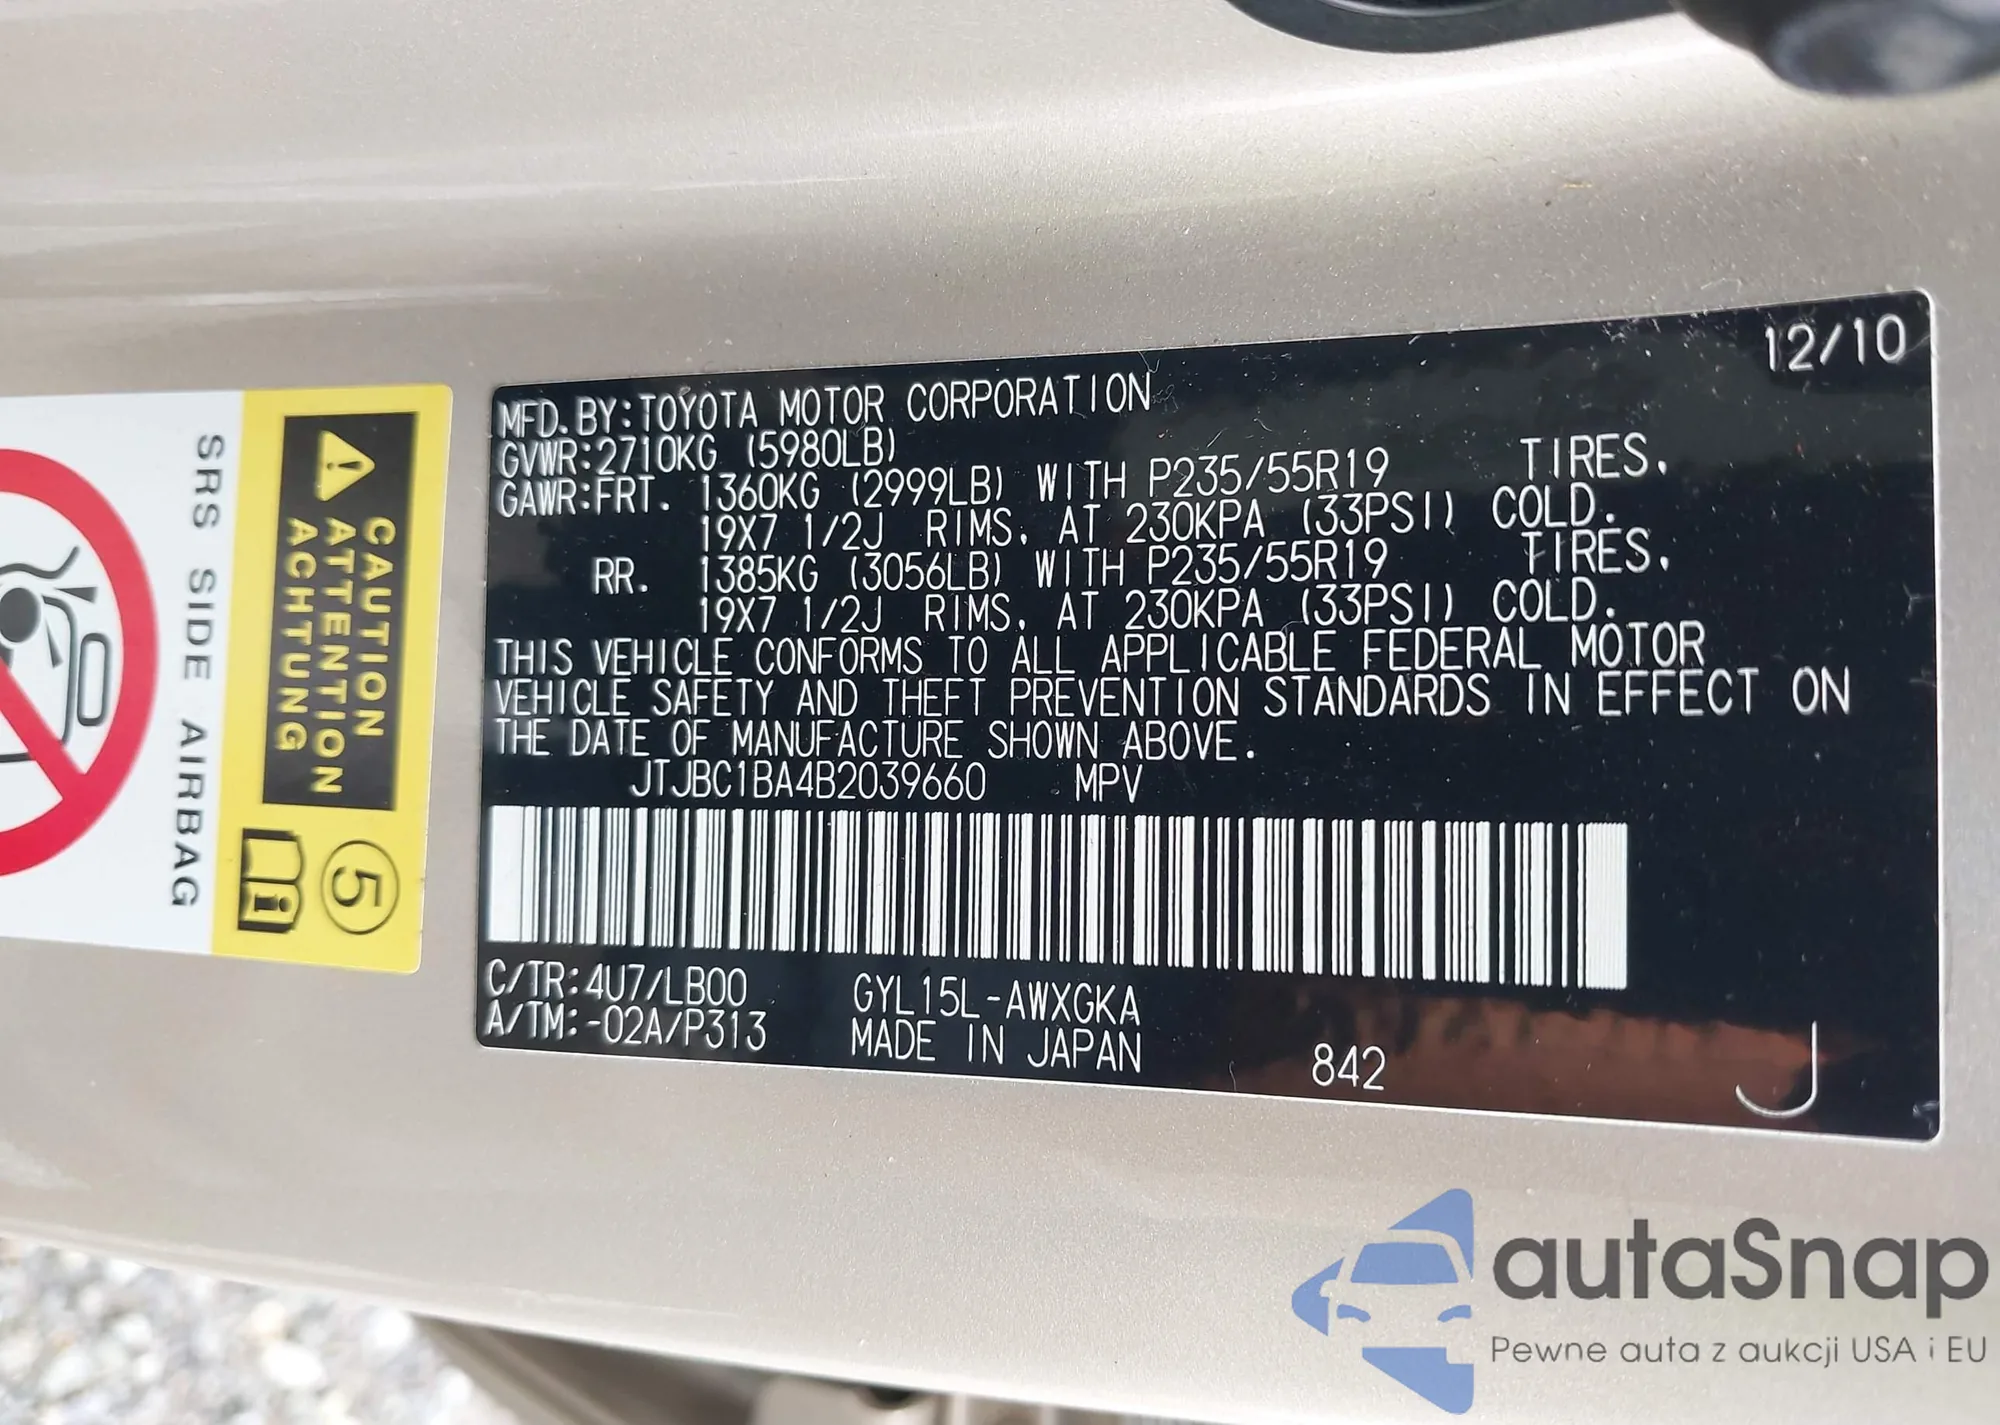 12/10
MFD. BY: TOYOTA MOTOR CORPORATION
GVWR: 2710KG (5980LB)
GAWR: FRT. 1360KG (2999LB) WITH P235/55R19 TIRES,
19X7 1/2J RIMS, AT 230KPA (33PSI) COLD.
RR. 1385KG (3056LB) WITH P235/55R19 TIRES,
19X7 1/2J RIMS, AT 230KPA (33PSI) COLD.
THIS VEHICLE CONFORMS TO ALL APPLICABLE FEDERAL MOTOR
VEHICLE SAFETY AND THEFT PREVENTION STANDARDS IN EFFECT ON
THE DATE OF MANUFACTURE SHOWN ABOVE.
JTJBC1BA4B2039660 MPV
C/TR: 4U7/LB00 GYL15L-AWXGKA
A/TM: -02A/P313 MADE IN JAPAN
842
J
CAUTION
ATTENTION
ACHTUNG
5
SRS SIDE AIRBAG
autaSnap
Pewne auta z aukcji USA i EU